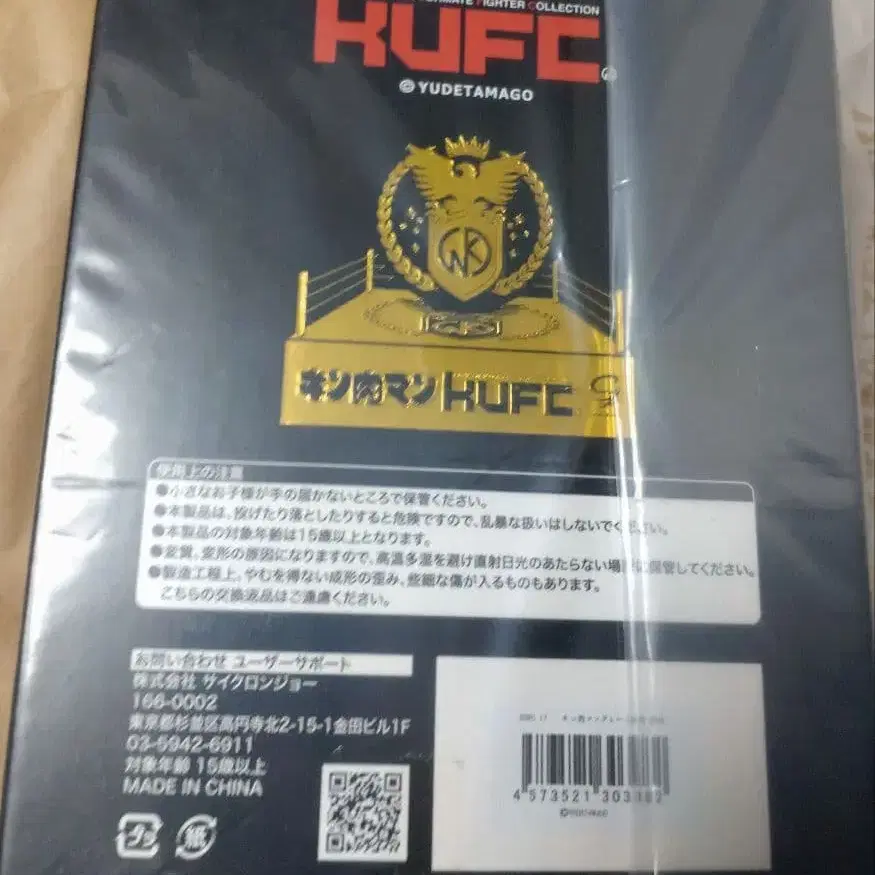 ULTIMATE FIGHTER COLLECTION
KUFC
© YUDETAMAGO
キン肉マン KUFC
使用上の注意
●小さなお子様が手の届かないところで保管ください。
●本製品は、投げたり落としたりすると危険ですので、乱暴な扱いはしないでください。
●本製品の対象年齢は15歳以上となります。
●変質、変形の原因になりますので、高温多湿を避け直射日光のあたらない場所に保管してください。
●製造工程上、やむを得ない成形の歪み、些細な傷が入るものもあります。
こちらの交換返品はご遠慮ください。
お問い合わせ ユーザーサポート
株式会社 サイクロンジョー
166-0002
東京都杉並区高円寺北2-15-1金田ビル1F
03-5942-6911
対象年齢 15歳以上
MADE IN CHINA
プラ
紙
4 573521 303